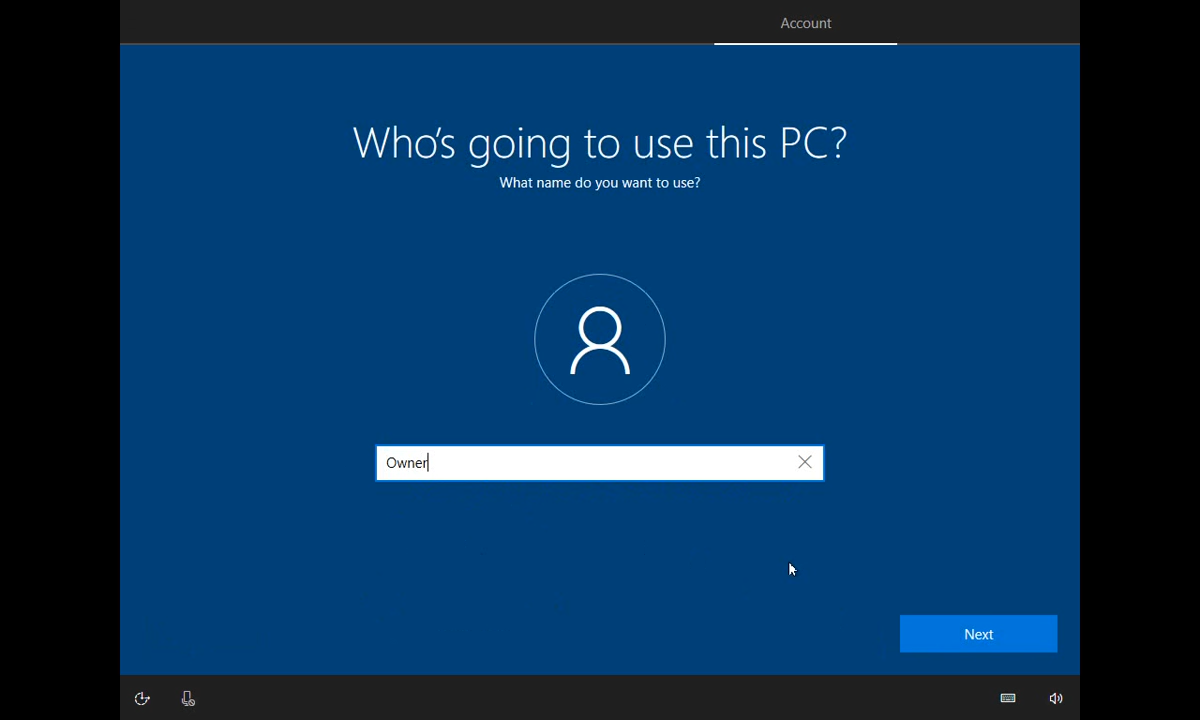 Account
Who's going to use this PC?
What name do you want to use?
Owner
Next